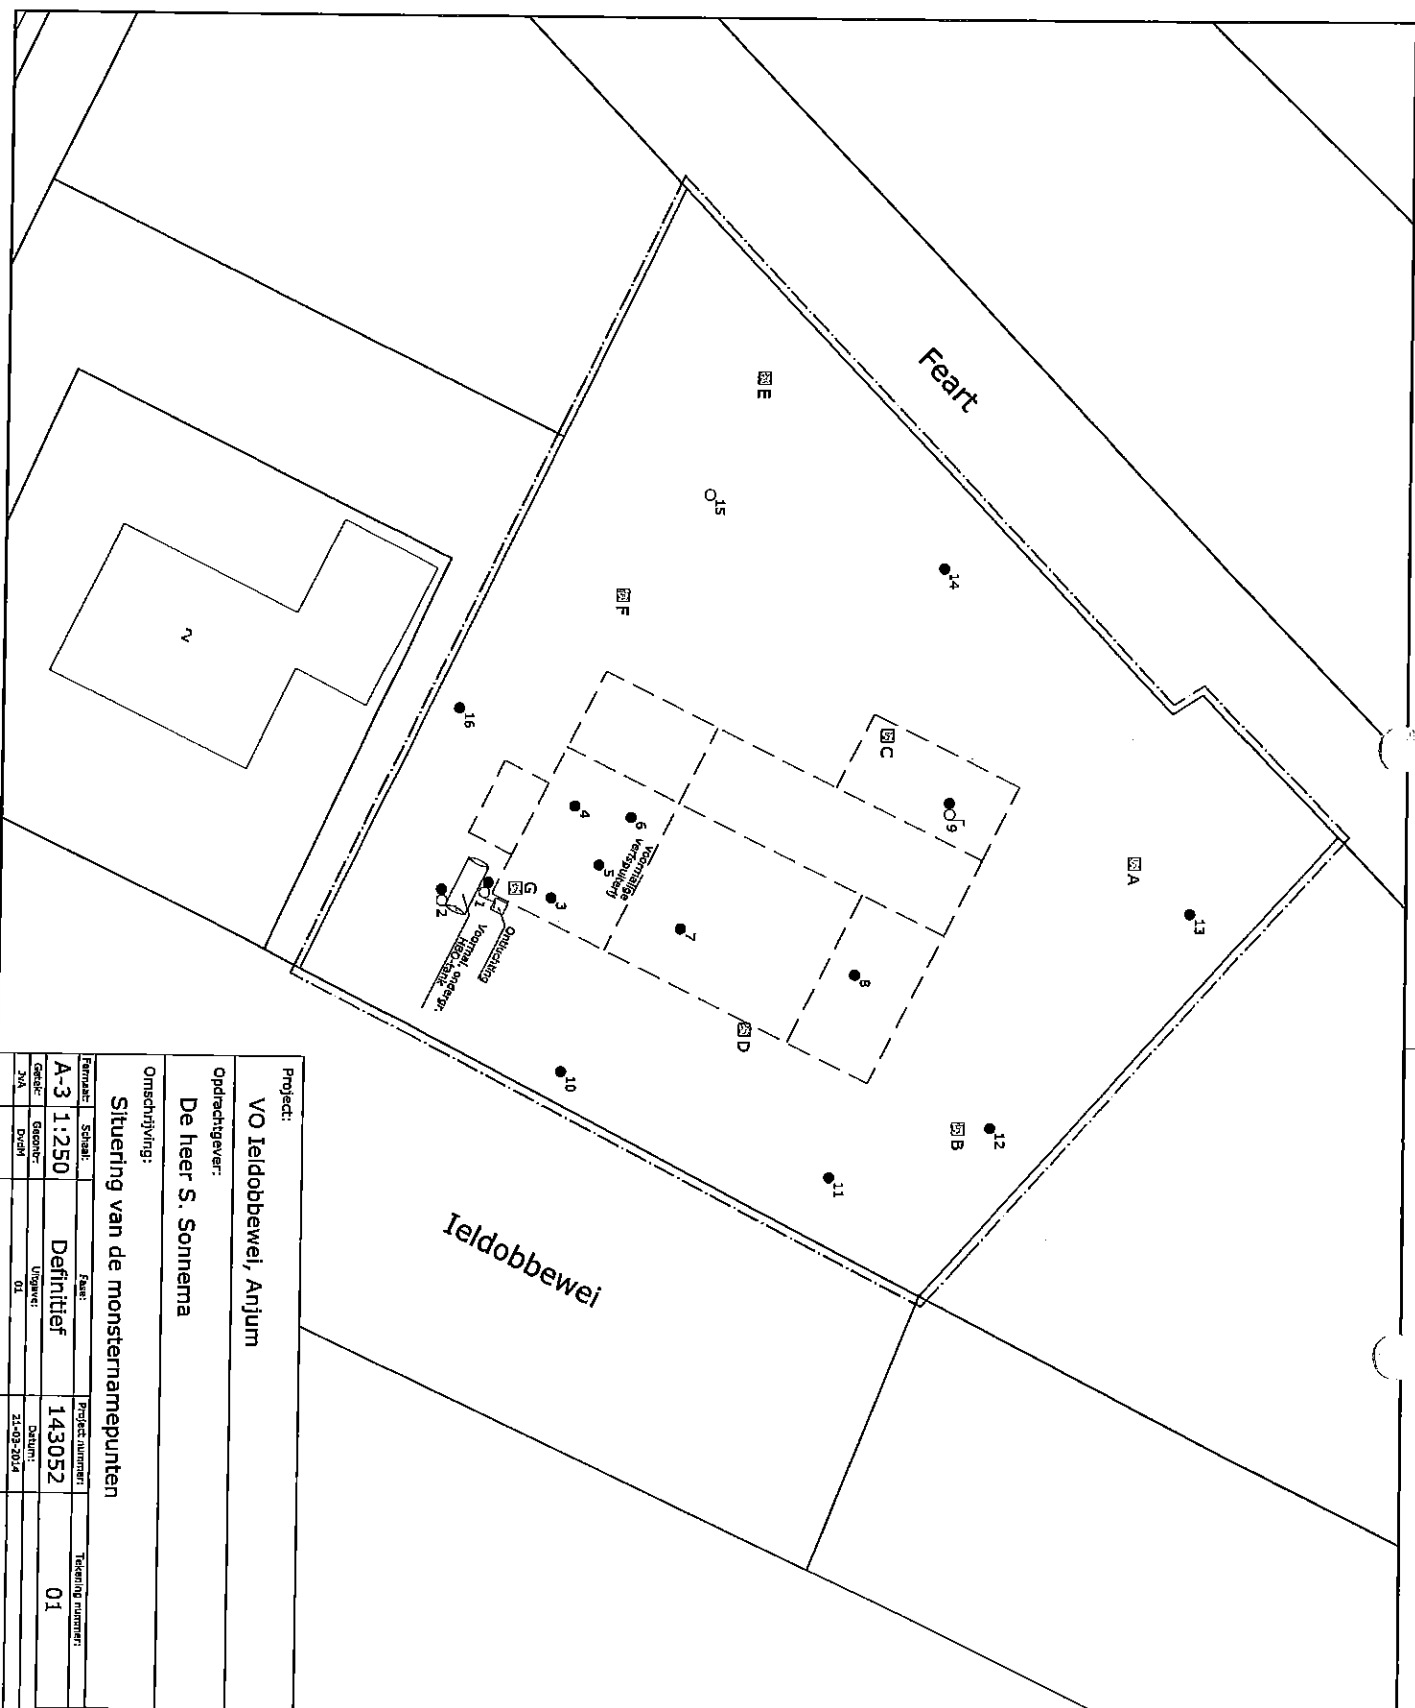 Feart
E
15
14
F
16
C
9
A
13
4
6
5
voormalige
verfspuiterij
3
G
1
2
Ontluchting
Voormal. ondergr.
HBO-tank
7
8
D
10
B
12
11
2
Ieldobbewei
Project:
VO Ieldobbewei, Anjum
Opdrachtgever:
De heer S. Sonnema
Omschrijving:
Situering van de monsternamepunten
Formaat: Schaal: Fase: Project nummer: Tekening nummer:
A-3 1:250 Definitief 143052 01
Getek: Gecontr: Uitgave: Datum:
JvA DvdM 01 21-03-2014